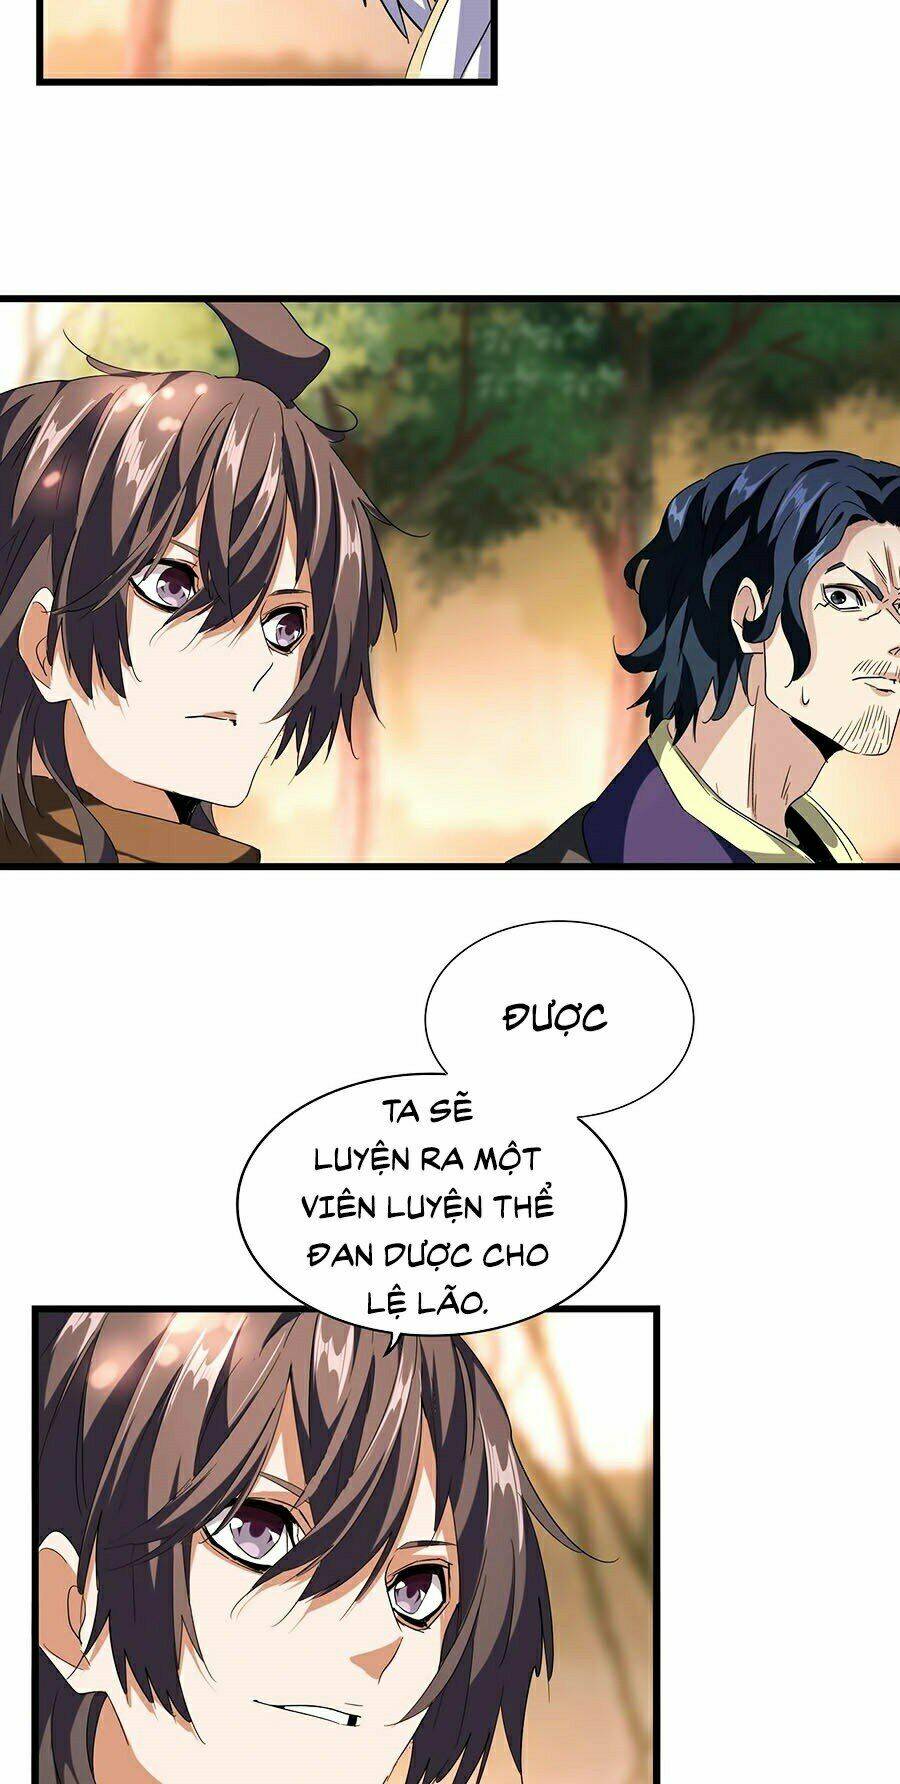 ĐƯỢC
TA SẼ
LUYỆN RA MỘT
VIÊN LUYỆN THỂ
ĐAN DƯỢC CHO
LỆ LÃO.